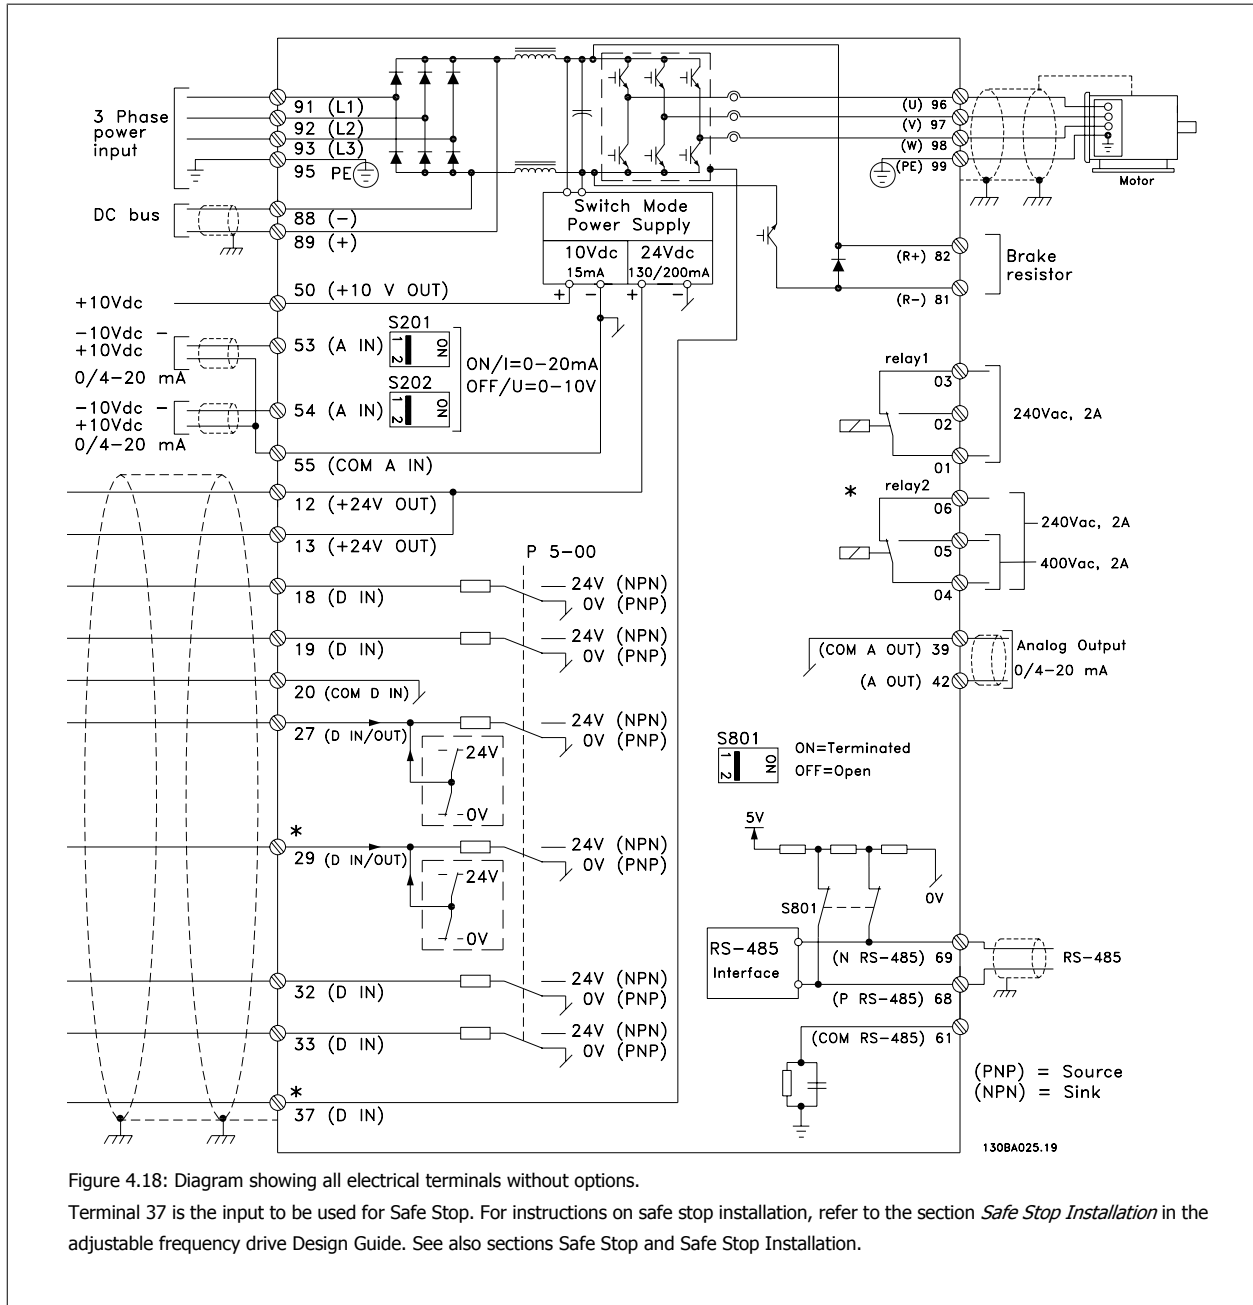 3 Phase
power
input
91 (L1)
92 (L2)
93 (L3)
95 PE
DC bus
88 (-)
89 (+)
Switch Mode
Power Supply
10Vdc
15mA
24Vdc
130/200mA
+ - + -
+10Vdc
50 (+10 V OUT)
-10Vdc -
+10Vdc
0/4-20 mA
53 (A IN)
S201
1 2 ON
ON/I=0-20mA
OFF/U=0-10V
-10Vdc -
+10Vdc
0/4-20 mA
54 (A IN)
S202
1 2 ON
55 (COM A IN)
12 (+24V OUT)
13 (+24V OUT)
P 5-00
18 (D IN)
24V (NPN)
0V (PNP)
19 (D IN)
24V (NPN)
0V (PNP)
20 (COM D IN)
27 (D IN/OUT)
24V (NPN)
0V (PNP)
24V
0V
*
29 (D IN/OUT)
24V (NPN)
0V (PNP)
24V
0V
32 (D IN)
24V (NPN)
0V (PNP)
33 (D IN)
24V (NPN)
0V (PNP)
*
37 (D IN)
(U) 96
(V) 97
(W) 98
(PE) 99
Motor
(R+) 82
(R-) 81
Brake
resistor
relay1
03
02
01
240Vac, 2A
*
relay2
06
05
04
240Vac, 2A
400Vac, 2A
(COM A OUT) 39
(A OUT) 42
Analog Output
0/4-20 mA
S801
1 2 ON
ON=Terminated
OFF=Open
5V
0V
S801
RS-485
Interface
(N RS-485) 69
(P RS-485) 68
(COM RS-485) 61
RS-485
(PNP) = Source
(NPN) = Sink
130BA025.19
Figure 4.18: Diagram showing all electrical terminals without options.
Terminal 37 is the input to be used for Safe Stop. For instructions on safe stop installation, refer to the section Safe Stop Installation in the
adjustable frequency drive Design Guide. See also sections Safe Stop and Safe Stop Installation.